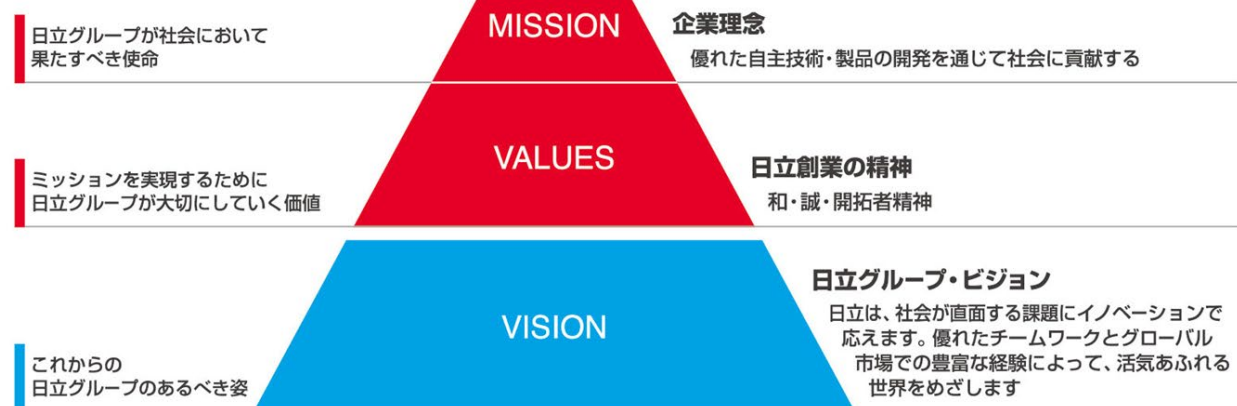 日立グループが社会において
果たすべき使命
MISSION
企業理念
優れた自主技術・製品の開発を通じて社会に貢献する
ミッションを実現するために
日立グループが大切にしていく価値
VALUES
日立創業の精神
和・誠・開拓者精神
これからの
日立グループのあるべき姿
VISION
日立グループ・ビジョン
日立は、社会が直面する課題にイノベーションで
応えます。優れたチームワークとグローバル
市場での豊富な経験によって、活気あふれる
世界をめざします